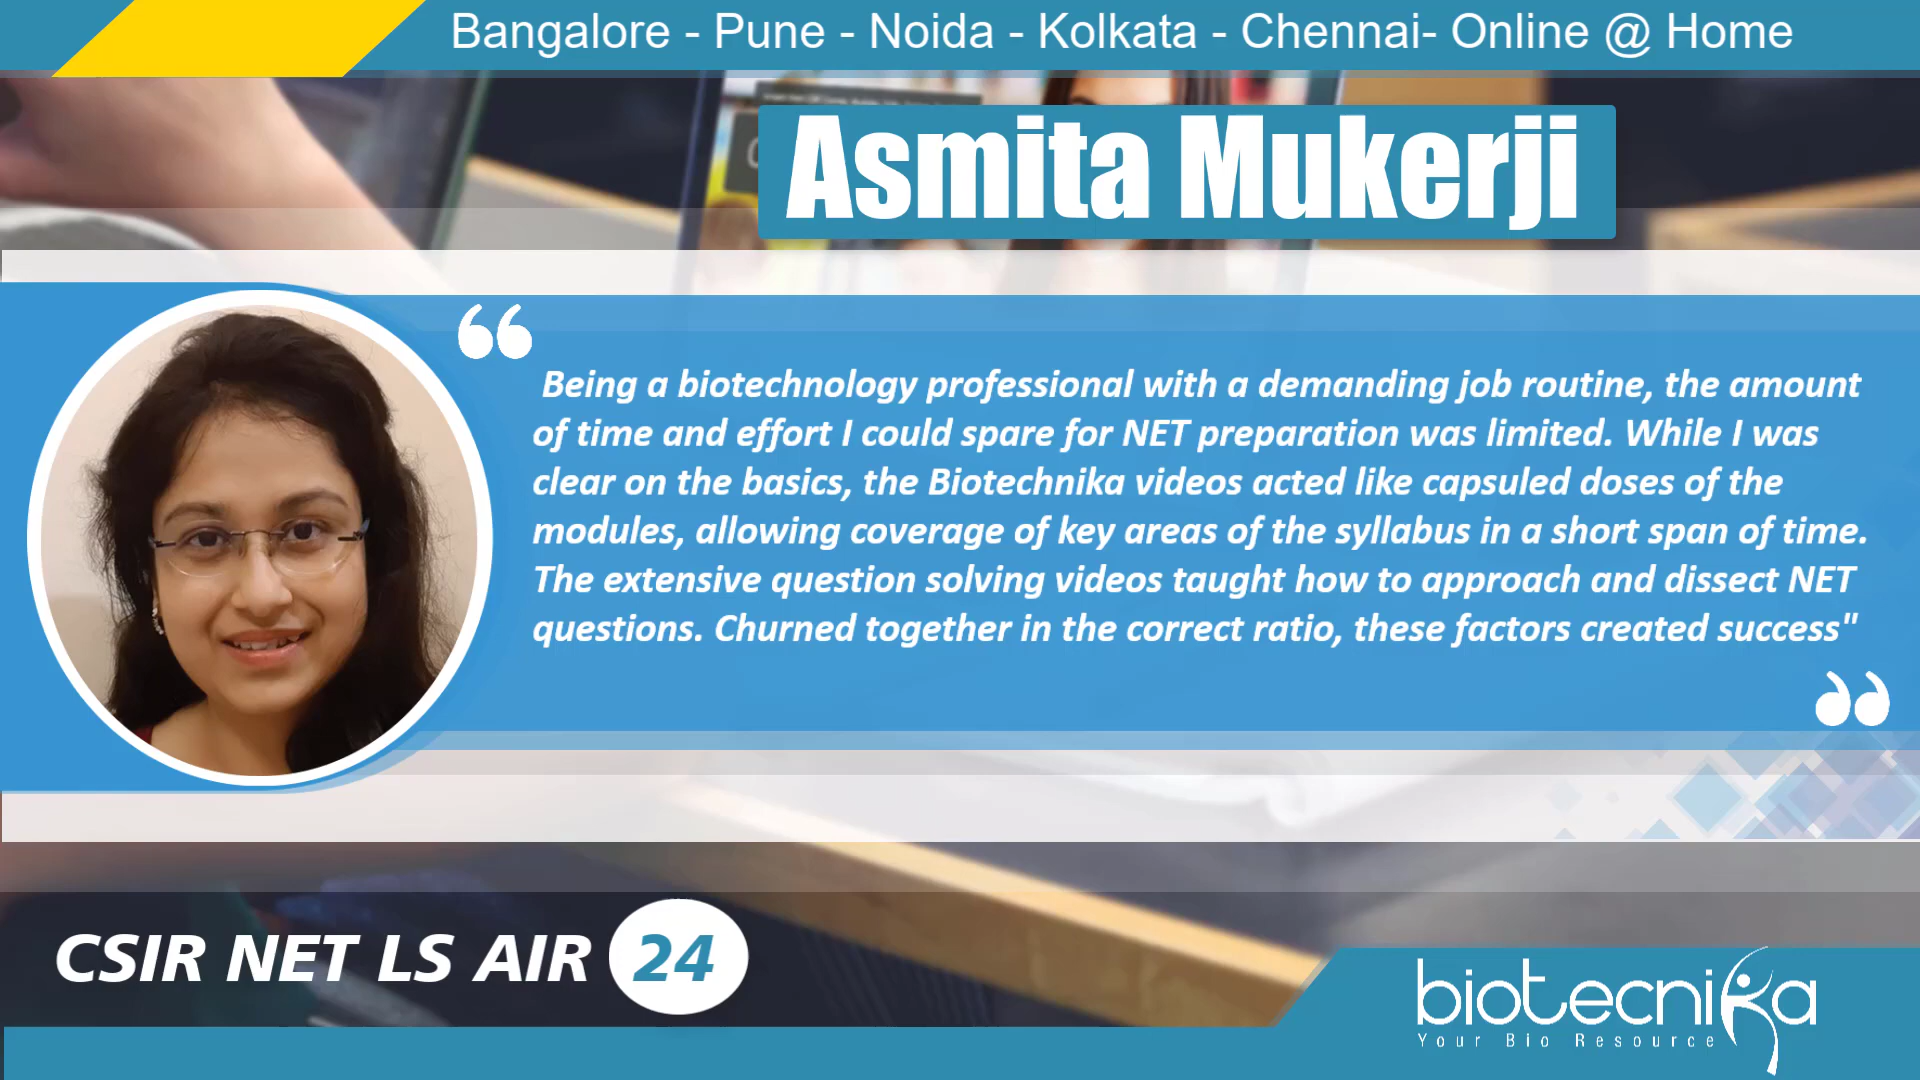 Bangalore - Pune - Noida - Kolkata - Chennai- Online @ Home
Asmita Mukerji
“
Being a biotechnology professional with a demanding job routine, the amount
of time and effort I could spare for NET preparation was limited. While I was
clear on the basics, the Biotechnika videos acted like capsuled doses of the
modules, allowing coverage of key areas of the syllabus in a short span of time.
The extensive question solving videos taught how to approach and dissect NET
questions. Churned together in the correct ratio, these factors created success"
”
CSIR NET LS AIR 24
biotecnika
Your Bio Resource